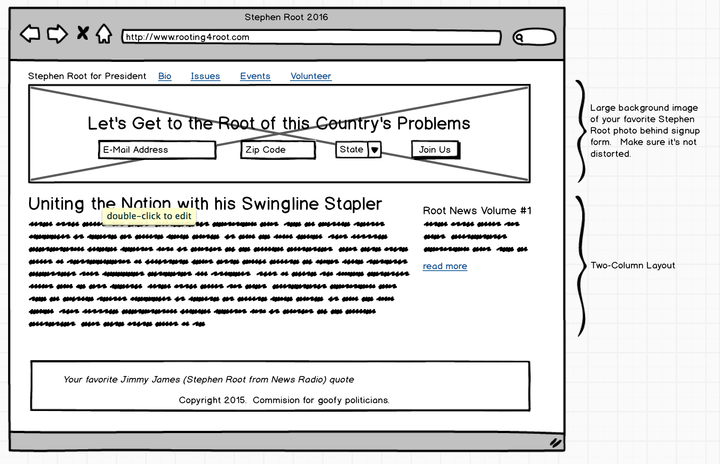 Stephen Root 2016
http://www.rooting4root.com
Stephen Root for President Bio Issues Events Volunteer
Let's Get to the Root of this Country's Problems
E-Mail Address Zip Code State Join Us
Large background image
of your favorite Stephen
Root photo behind signup
form. Make sure it's not
distorted.
Uniting the Nation with his Swingline Stapler
double-click to edit
Root News Volume #1
read more
Two-Column Layout
Your favorite Jimmy James (Stephen Root from News Radio) quote
Copyright 2015. Commision for goofy politicians.